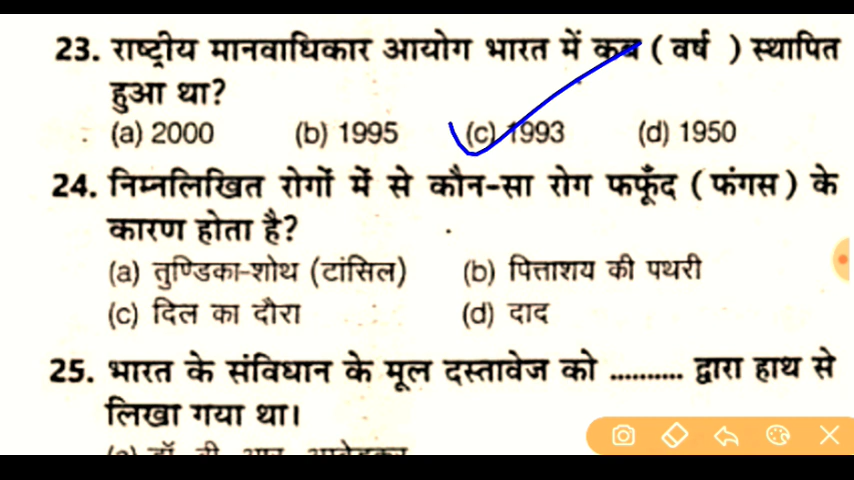 23. राष्ट्रीय मानवाधिकार आयोग भारत में कब ( वर्ष ) स्थापित
हुआ था?
(a) 2000 (b) 1995 (c) 1993 (d) 1950
24. निम्नलिखित रोगों में से कौन-सा रोग फफूँद ( फंगस ) के
कारण होता है?
(a) तुण्डिका-शोथ (टांसिल) (b) पित्ताशय की पथरी
(c) दिल का दौरा (d) दाद
25. भारत के संविधान के मूल दस्तावेज को .......... द्वारा हाथ से
लिखा गया था।